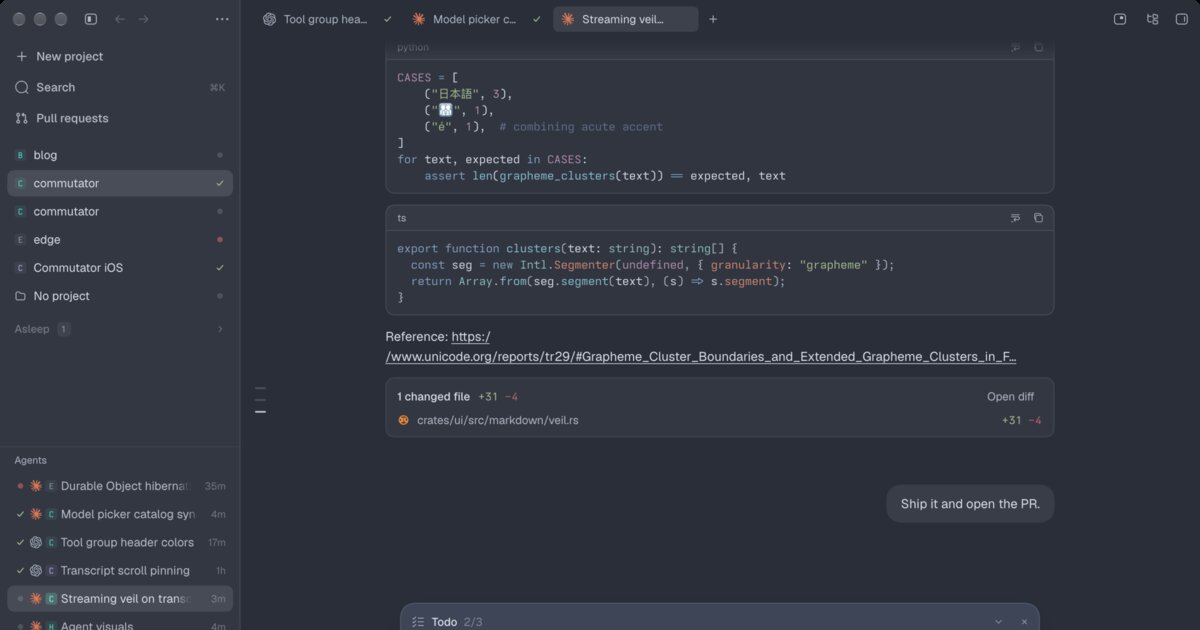 Tool group hea...
Model picker c...
Streaming veil...
New project
Search ⌘K
Pull requests
B blog
C commutator
C commutator
E edge
C Commutator iOS
No project
Asleep 1
Agents
E Durable Object hiberna 35m
C Model picker catalog syn 4m
C Tool group header colors 17m
C Transcript scroll pinning 1h
C Streaming veil on transc 3m
H Agent visuals 4m
python
CASES = [
("日本語", 3),
("👪", 1),
("é", 1), # combining acute accent
]
for text, expected in CASES:
assert len(grapheme_clusters(text)) == expected, text
ts
export function clusters(text: string): string[] {
const seg = new Intl.Segmenter(undefined, { granularity: "grapheme" });
return Array.from(seg.segment(text), (s) => s.segment);
}
Reference: https:/
/www.unicode.org/reports/tr29/#Grapheme_Cluster_Boundaries_and_Extended_Grapheme_Clusters_in_F...
1 changed file +31 −4 Open diff
crates/ui/src/markdown/veil.rs +31 −4
Ship it and open the PR.
Todo 2/3